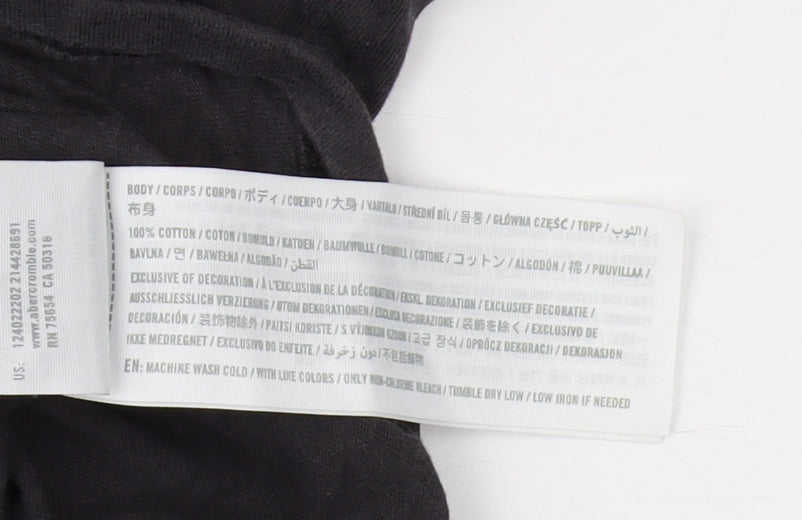 US: 124022202 214428691
www.abercrombie.com
RN 75654 CA 50316
BODY / CORPS / CORPO / ボディ / CUERPO / 大身 / VARTALO / STŘEDNÍ DÍL / 몸통 / GŁÓWNA CZĘŚĆ / TOPP / الثوب /
布身
100% COTTON / COTON / BOMULD / KATOEN / BAUMWOLLE / BOMULL / COTONE / コットン / ALGODÓN / 棉 / PUUVILLAA /
BAVLNA / 면 / BAWEŁNA / ALGODÃO / القطن
EXCLUSIVE OF DECORATION / À L'EXCLUSION DE LA DÉCORATION / EKSKL. DEKORATION / EXCLUSIEF DECORATIE /
AUSSCHLIESSLICH VERZIERUNG / UTOM DEKORATIONEN / ESCLUSA DECORAZIONE / 装飾を除く / EXCLUSIVO DE
DECORACIÓN / 装饰物除外 / PAITSI KORISTE / S VÝJIMKOU OZDOB / 고급 장식 / OPRÓCZ DEKORACJI / DEKORASJON
IKKE MEDREGNET / EXCLUSIVO DO ENFEITE / دون زخرفة / 不包括飾物
EN: MACHINE WASH COLD / WITH LIKE COLORS / ONLY NON-CHLORINE BLEACH / TUMBLE DRY LOW / LOW IRON IF NEEDED